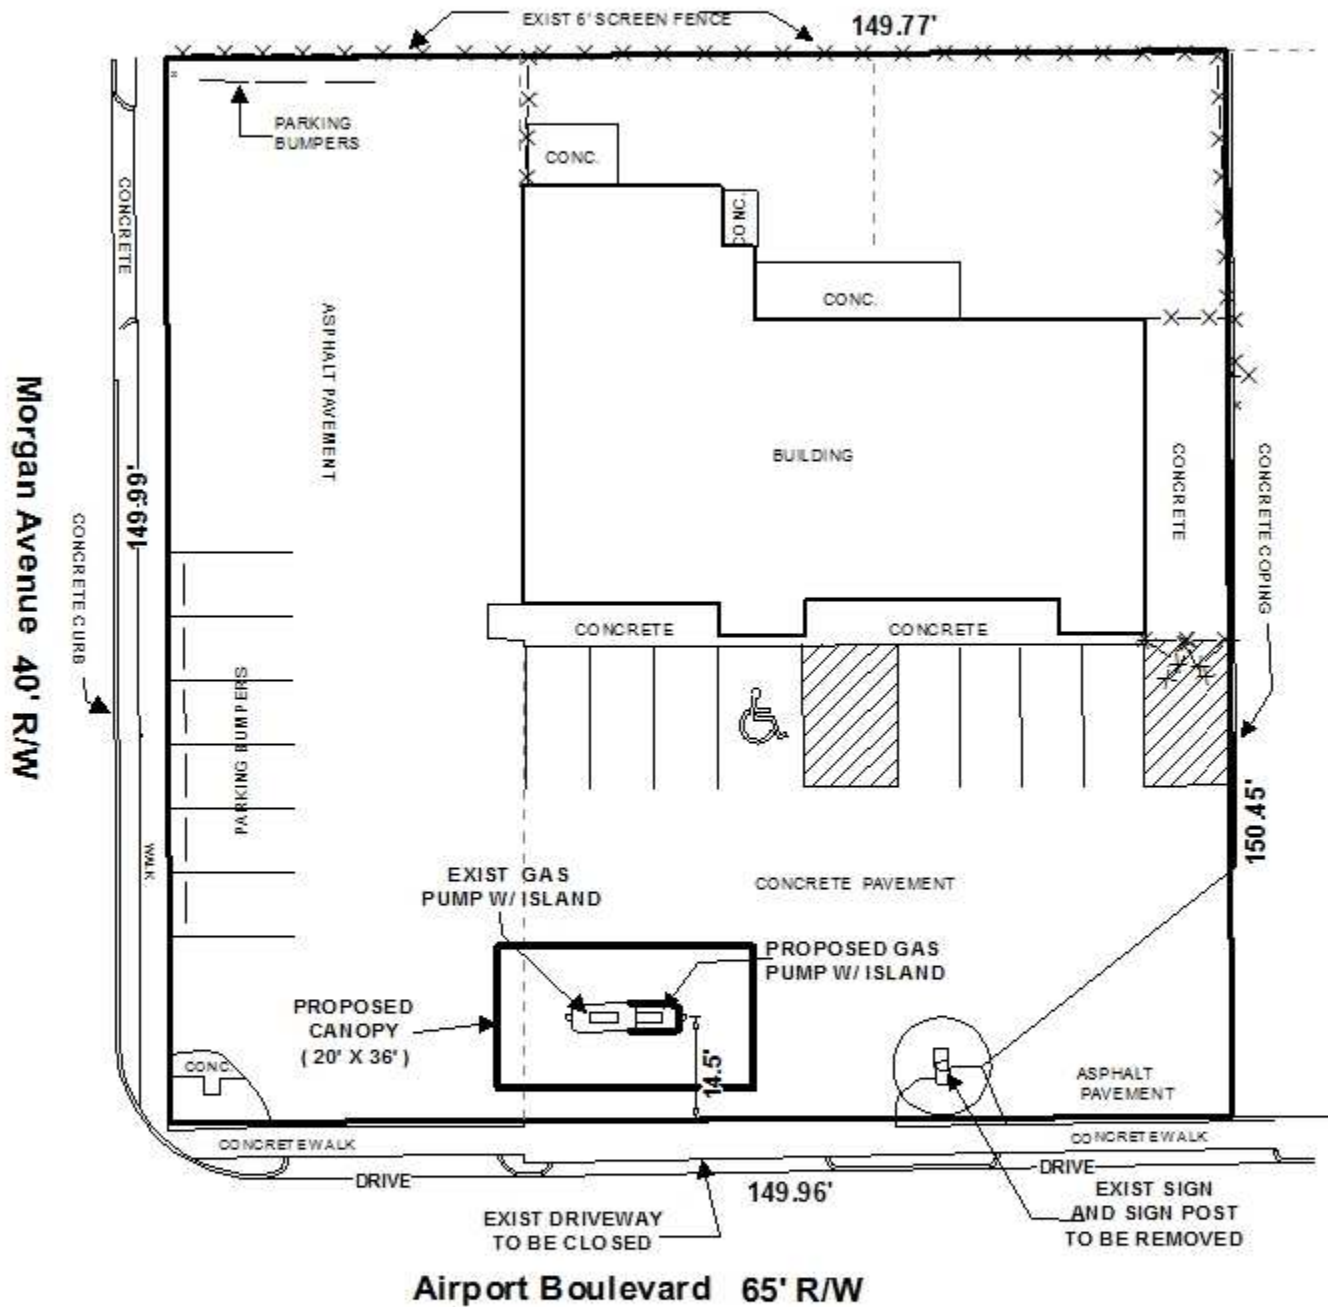 EXIST 6' SCREEN FENCE
149.77'
PARKING
BUMPERS
CONC.
CONC.
CONC.
CONCRETE
ASPHALT PAVEMENT
BUILDING
Morgan Avenue 40' R/W
149.99'
CONCRETE CURB
CONCRETE
CONCRETE COPING
CONCRETE
CONCRETE
PARKING BUMPERS
WALK
150.45'
EXIST GAS
PUMP W/ ISLAND
CONCRETE PAVEMENT
PROPOSED GAS
PUMP W/ ISLAND
PROPOSED
CANOPY
( 20' X 36' )
14.5'
CONC
ASPHALT
PAVEMENT
CONCRETE WALK
CONCRETE WALK
DRIVE
DRIVE
149.96'
EXIST DRIVEWAY
TO BE CLOSED
EXIST SIGN
AND SIGN POST
TO BE REMOVED
Airport Boulevard 65' R/W